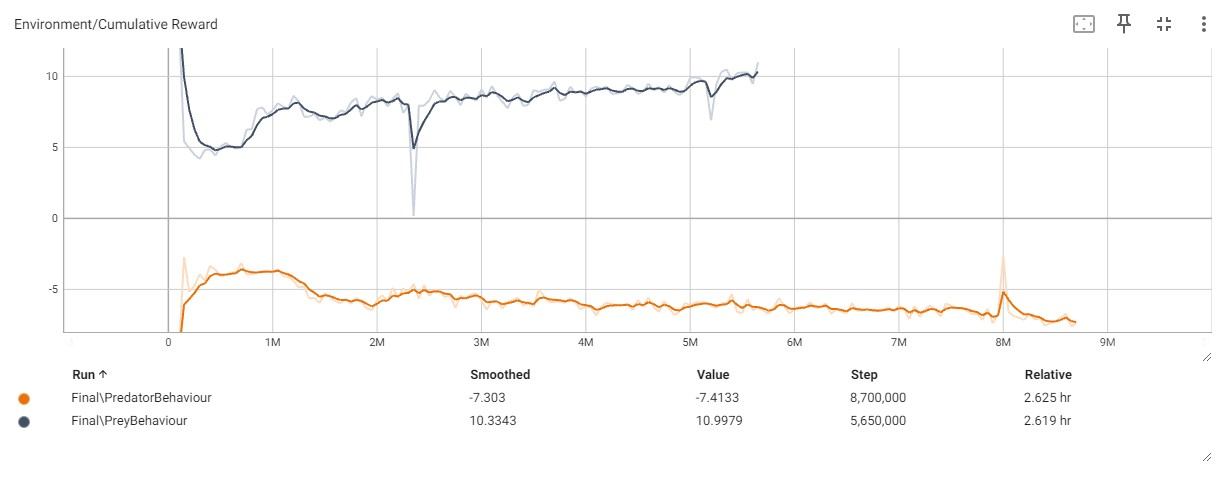 Environment/Cumulative Reward
10
5
0
-5
0 1M 2M 3M 4M 5M 6M 7M 8M 9M
Run ↑ Smoothed Value Step Relative
Final\PredatorBehaviour -7.303 -7.4133 8,700,000 2.625 hr
Final\PreyBehaviour 10.3343 10.9979 5,650,000 2.619 hr